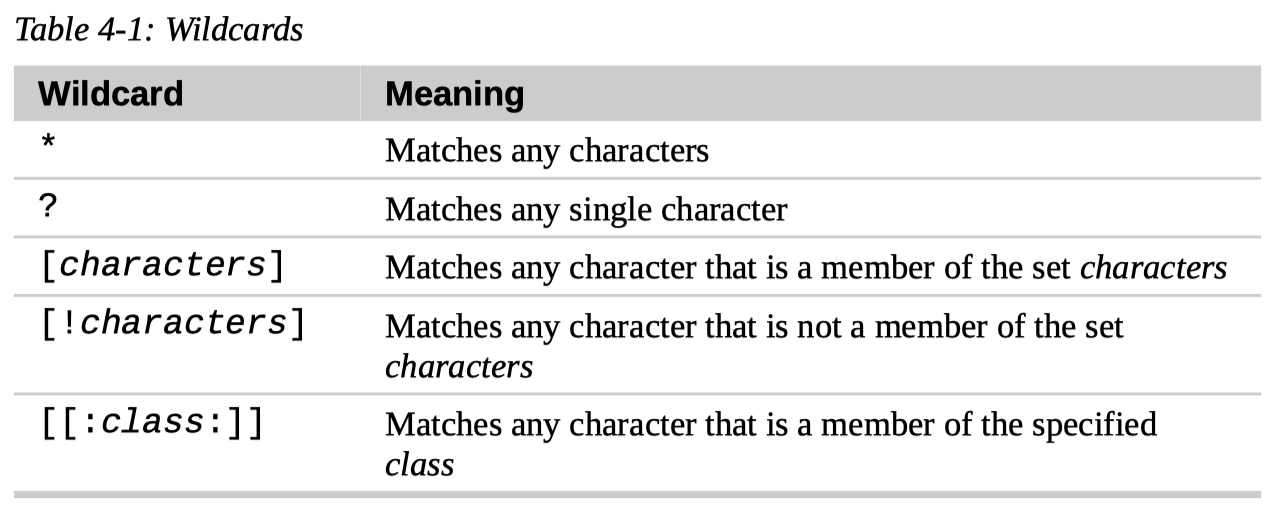 Table 4-1: Wildcards
Wildcard Meaning
* Matches any characters
? Matches any single character
[characters] Matches any character that is a member of the set characters
[!characters] Matches any character that is not a member of the set
characters
[[:class:]] Matches any character that is a member of the specified
class